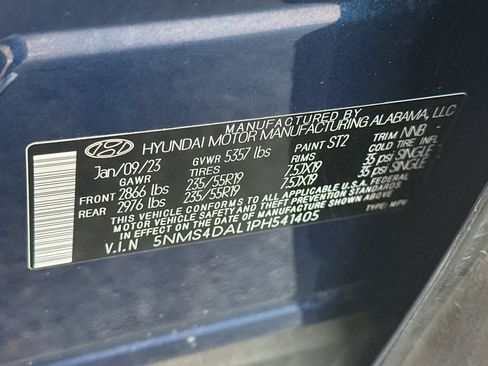 MANUFACTURED BY
HYUNDAI MOTOR MANUFACTURING ALABAMA, LLC
Jan/09/23 GVWR 5357 lbs PAINT ST2 TRIM NNB
GAWR TIRES RIMS COLD TIRE INFL
FRONT 2866 lbs 235/55R19 7.5JX19 35 psi SINGLE
REAR 2976 lbs 235/55R19 7.5JX19 35 psi SINGLE
THIS VEHICLE CONFORMS TO ALL APPLICABLE U.S.A. FEDERAL
MOTOR VEHICLE SAFETY AND THEFT PREVENTION STANDARDS
IN EFFECT ON THE DATE OF MANUFACTURE SHOWN ABOVE.
V.I.N 5NMS4DAL1PH541405 TYPE: MPV